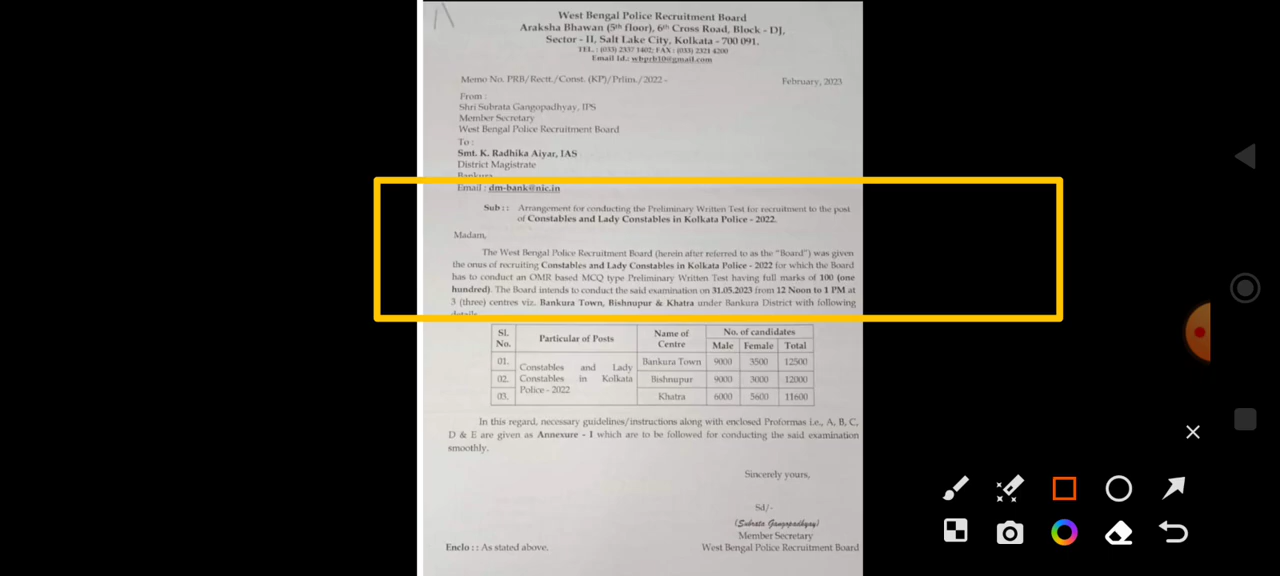 West Bengal Police Recruitment Board
Araksha Bhawan (5th floor), 6th Cross Road, Block - DJ,
Sector - II, Salt Lake City, Kolkata - 700 091.
TEL. : (033) 2337 1402; FAX : (033) 2321 4200
Email Id.: wbprb10@gmail.com
Memo No. PRB/Rectt./Const. (KP)/Prlim./2022 -
February, 2023
From :
Shri Subrata Gangopadhyay, IPS
Member Secretary
West Bengal Police Recruitment Board
To :
Smt. K. Radhika Aiyar, IAS
District Magistrate
Bankura
Email : dm-bank@nic.in
Sub :: Arrangement for conducting the Preliminary Written Test for recruitment to the post
of Constables and Lady Constables in Kolkata Police - 2022.
Madam,
The West Bengal Police Recruitment Board (herein after referred to as the "Board") was given
the onus of recruiting Constables and Lady Constables in Kolkata Police - 2022 for which the Board
has to conduct an OMR based MCQ type Preliminary Written Test having full marks of 100 (one
hundred). The Board intends to conduct the said examination on 31.05.2023 from 12 Noon to 1 PM at
3 (three) centres viz. Bankura Town, Bishnupur & Khatra under Bankura District with following
details.
Sl. No. Particular of Posts Name of Centre No. of candidates
Male Female Total
01. Constables and Lady Constables in Kolkata Police - 2022 Bankura Town 9000 3500 12500
02. Bishnupur 9000 3000 12000
03. Khatra 6000 5600 11600
In this regard, necessary guidelines/instructions along with enclosed Proformas i.e., A, B, C,
D & E are given as Annexure - I which are to be followed for conducting the said examination
smoothly.
Sincerely yours,
Sd/-
(Subrata Gangopadhyay)
Member Secretary
Enclo :: As stated above.
West Bengal Police Recruitment Board